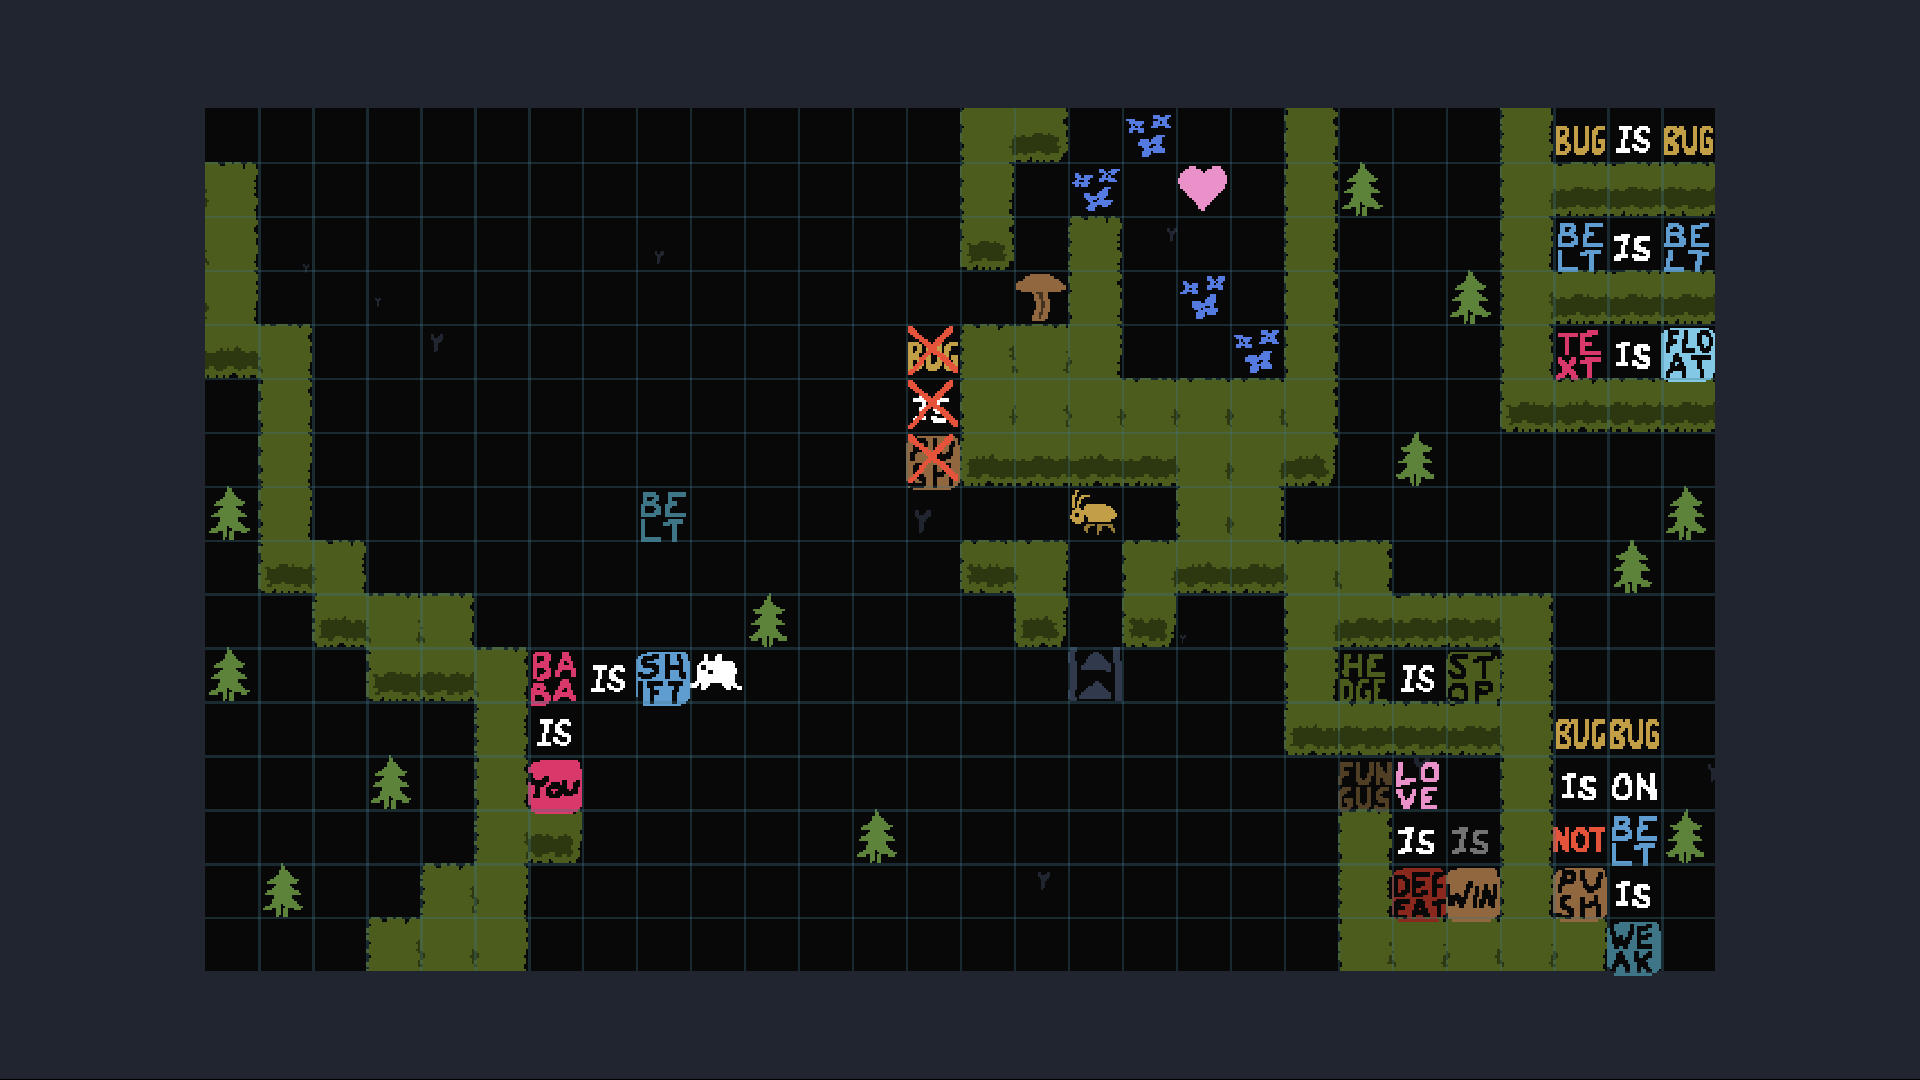 BUG IS BUG
BELT IS BELT
BUG TEXT IS FLOAT
IS
PUSH
BELT
BABA IS SHIFT HEDGE IS STOP
IS BUG BUG
YOU FUNGUS LOVE IS ON
IS IS NOT BELT
DEFEAT WIN PUSH IS
WEAK